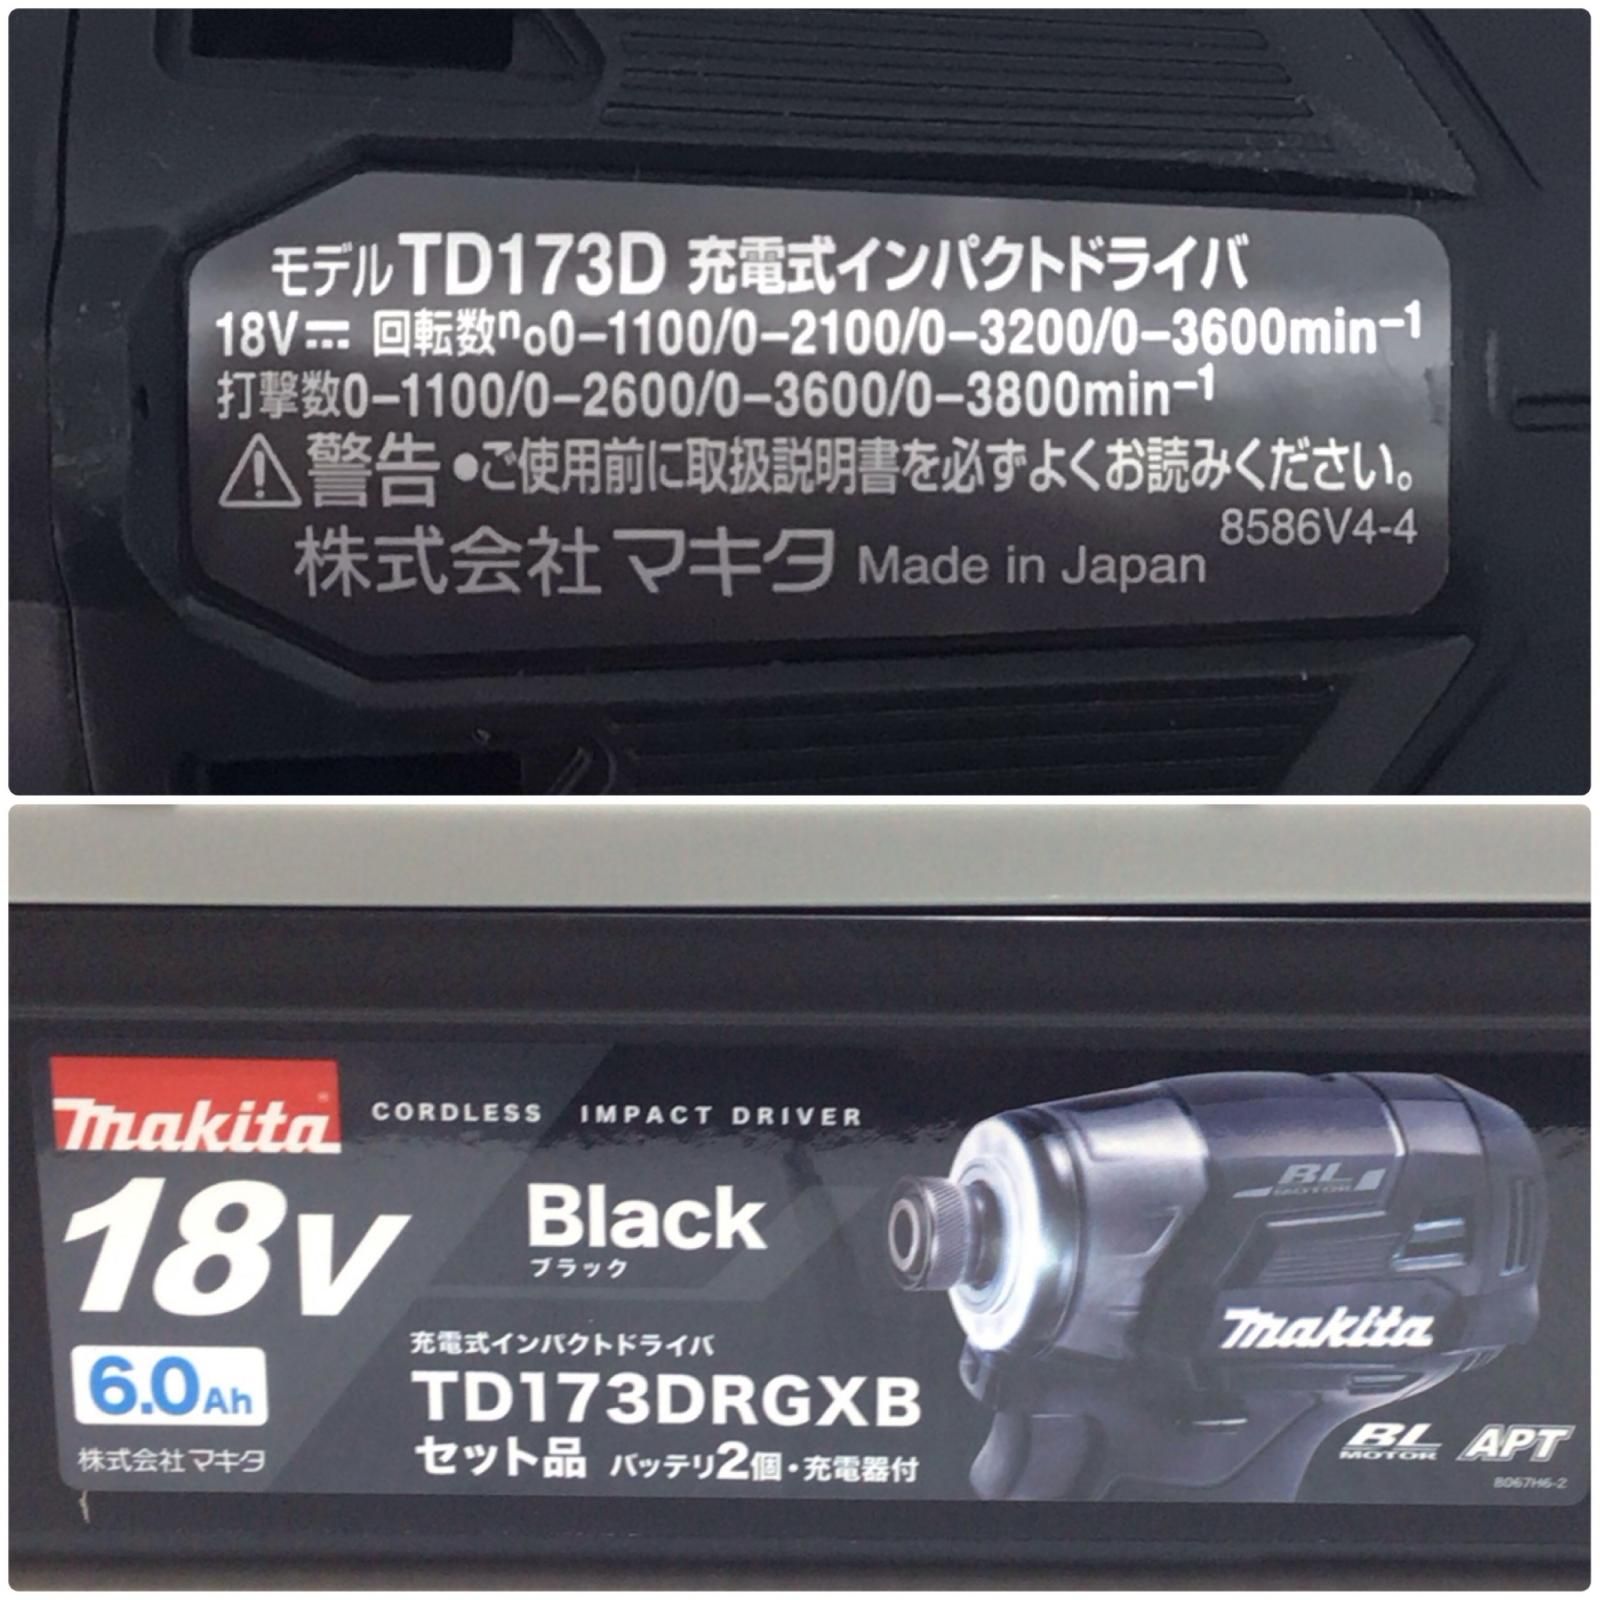 モデル TD173D 充電式インパクトドライバ
18V⎓ 回転数n₀0-1100/0-2100/0-3200/0-3600min⁻¹
打撃数0-1100/0-2600/0-3600/0-3800min⁻¹
⚠警告 ●ご使用前に取扱説明書を必ずよくお読みください。
8586V4-4
株式会社マキタ Made in Japan
makita®
CORDLESS IMPACT DRIVER
18V
Black
ブラック
6.0Ah
充電式インパクトドライバ
TD173DRGXB
セット品 バッテリ2個・充電器付
株式会社マキタ
BL
MOTOR
makita
BL
MOTOR
APT
8067H6-2